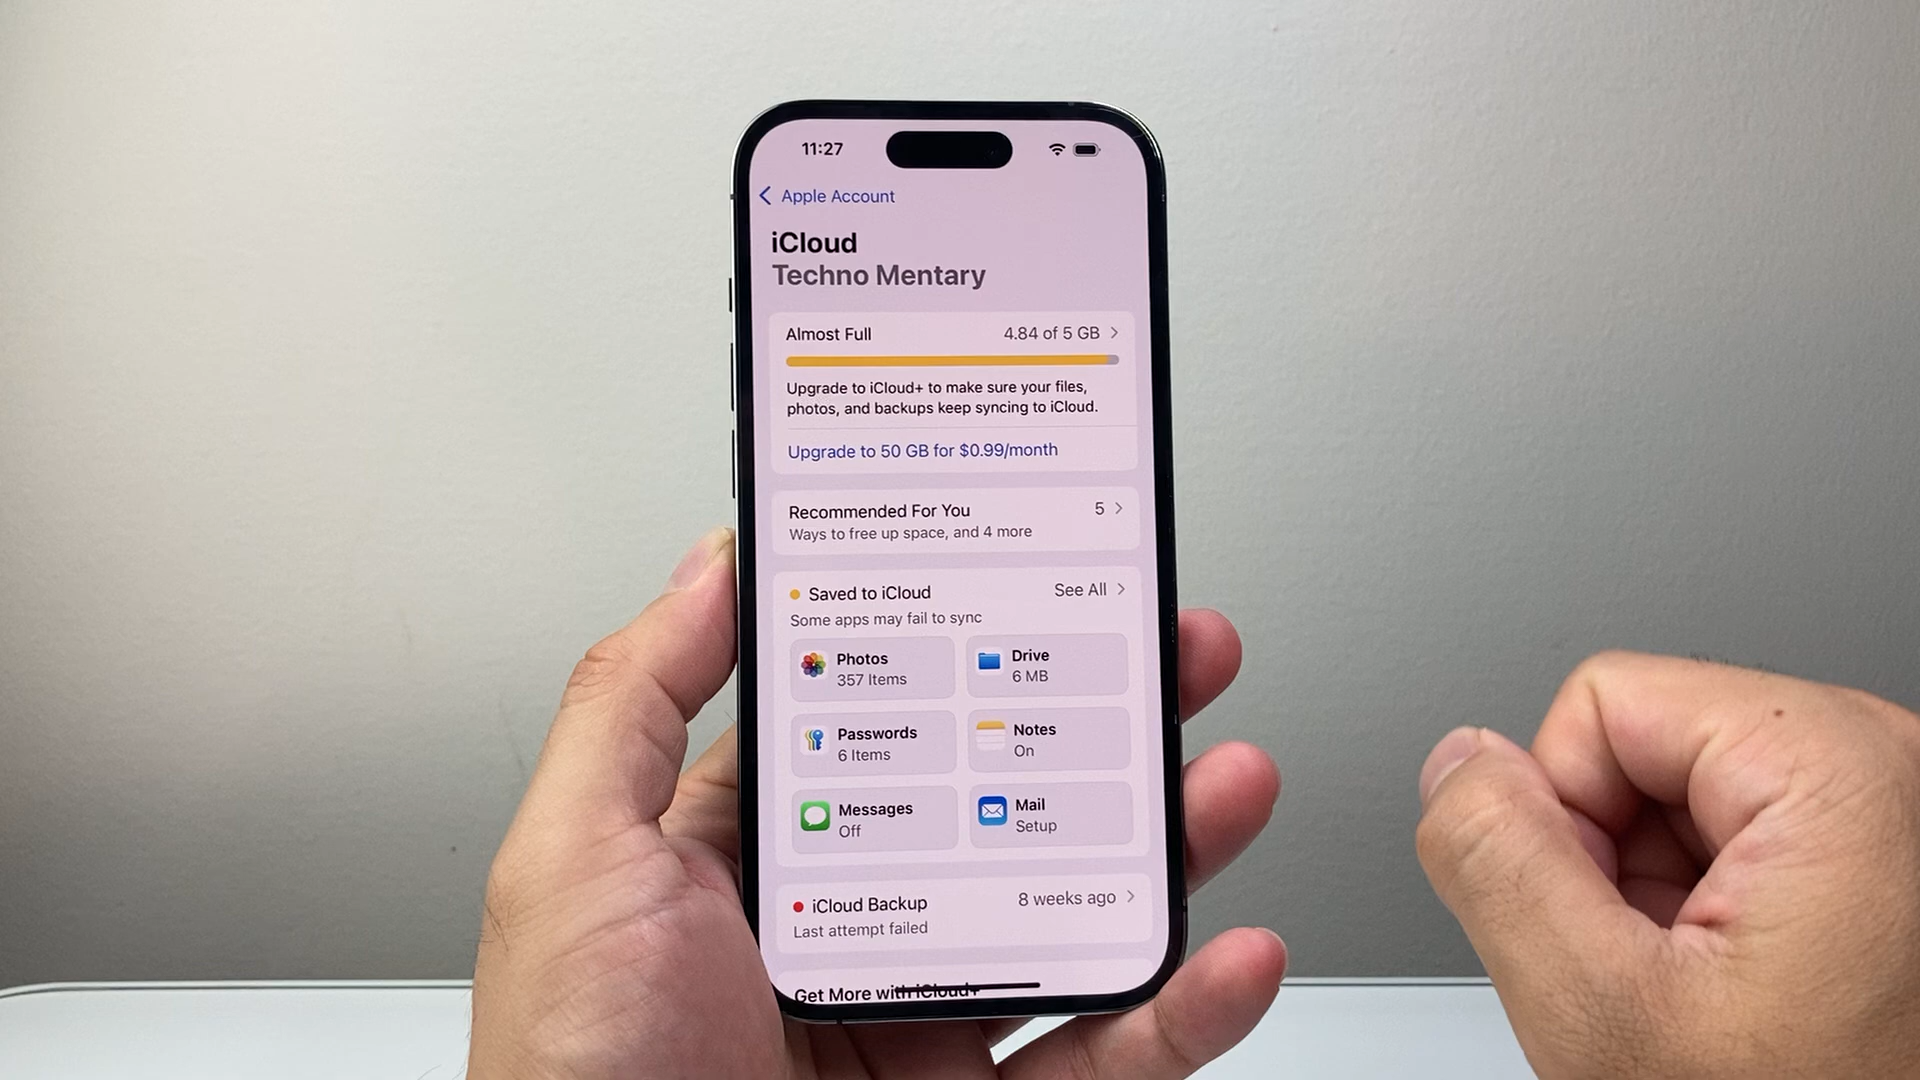 11:27
Apple Account
iCloud
Techno Mentary
Almost Full 4.84 of 5 GB
Upgrade to iCloud+ to make sure your files,
photos, and backups keep syncing to iCloud.
Upgrade to 50 GB for $0.99/month
Recommended For You 5
Ways to free up space, and 4 more
Saved to iCloud See All
Some apps may fail to sync
Photos
357 Items
Drive
6 MB
Passwords
6 Items
Notes
On
Messages
Off
Mail
Setup
iCloud Backup 8 weeks ago
Last attempt failed
Get More with iCloud+